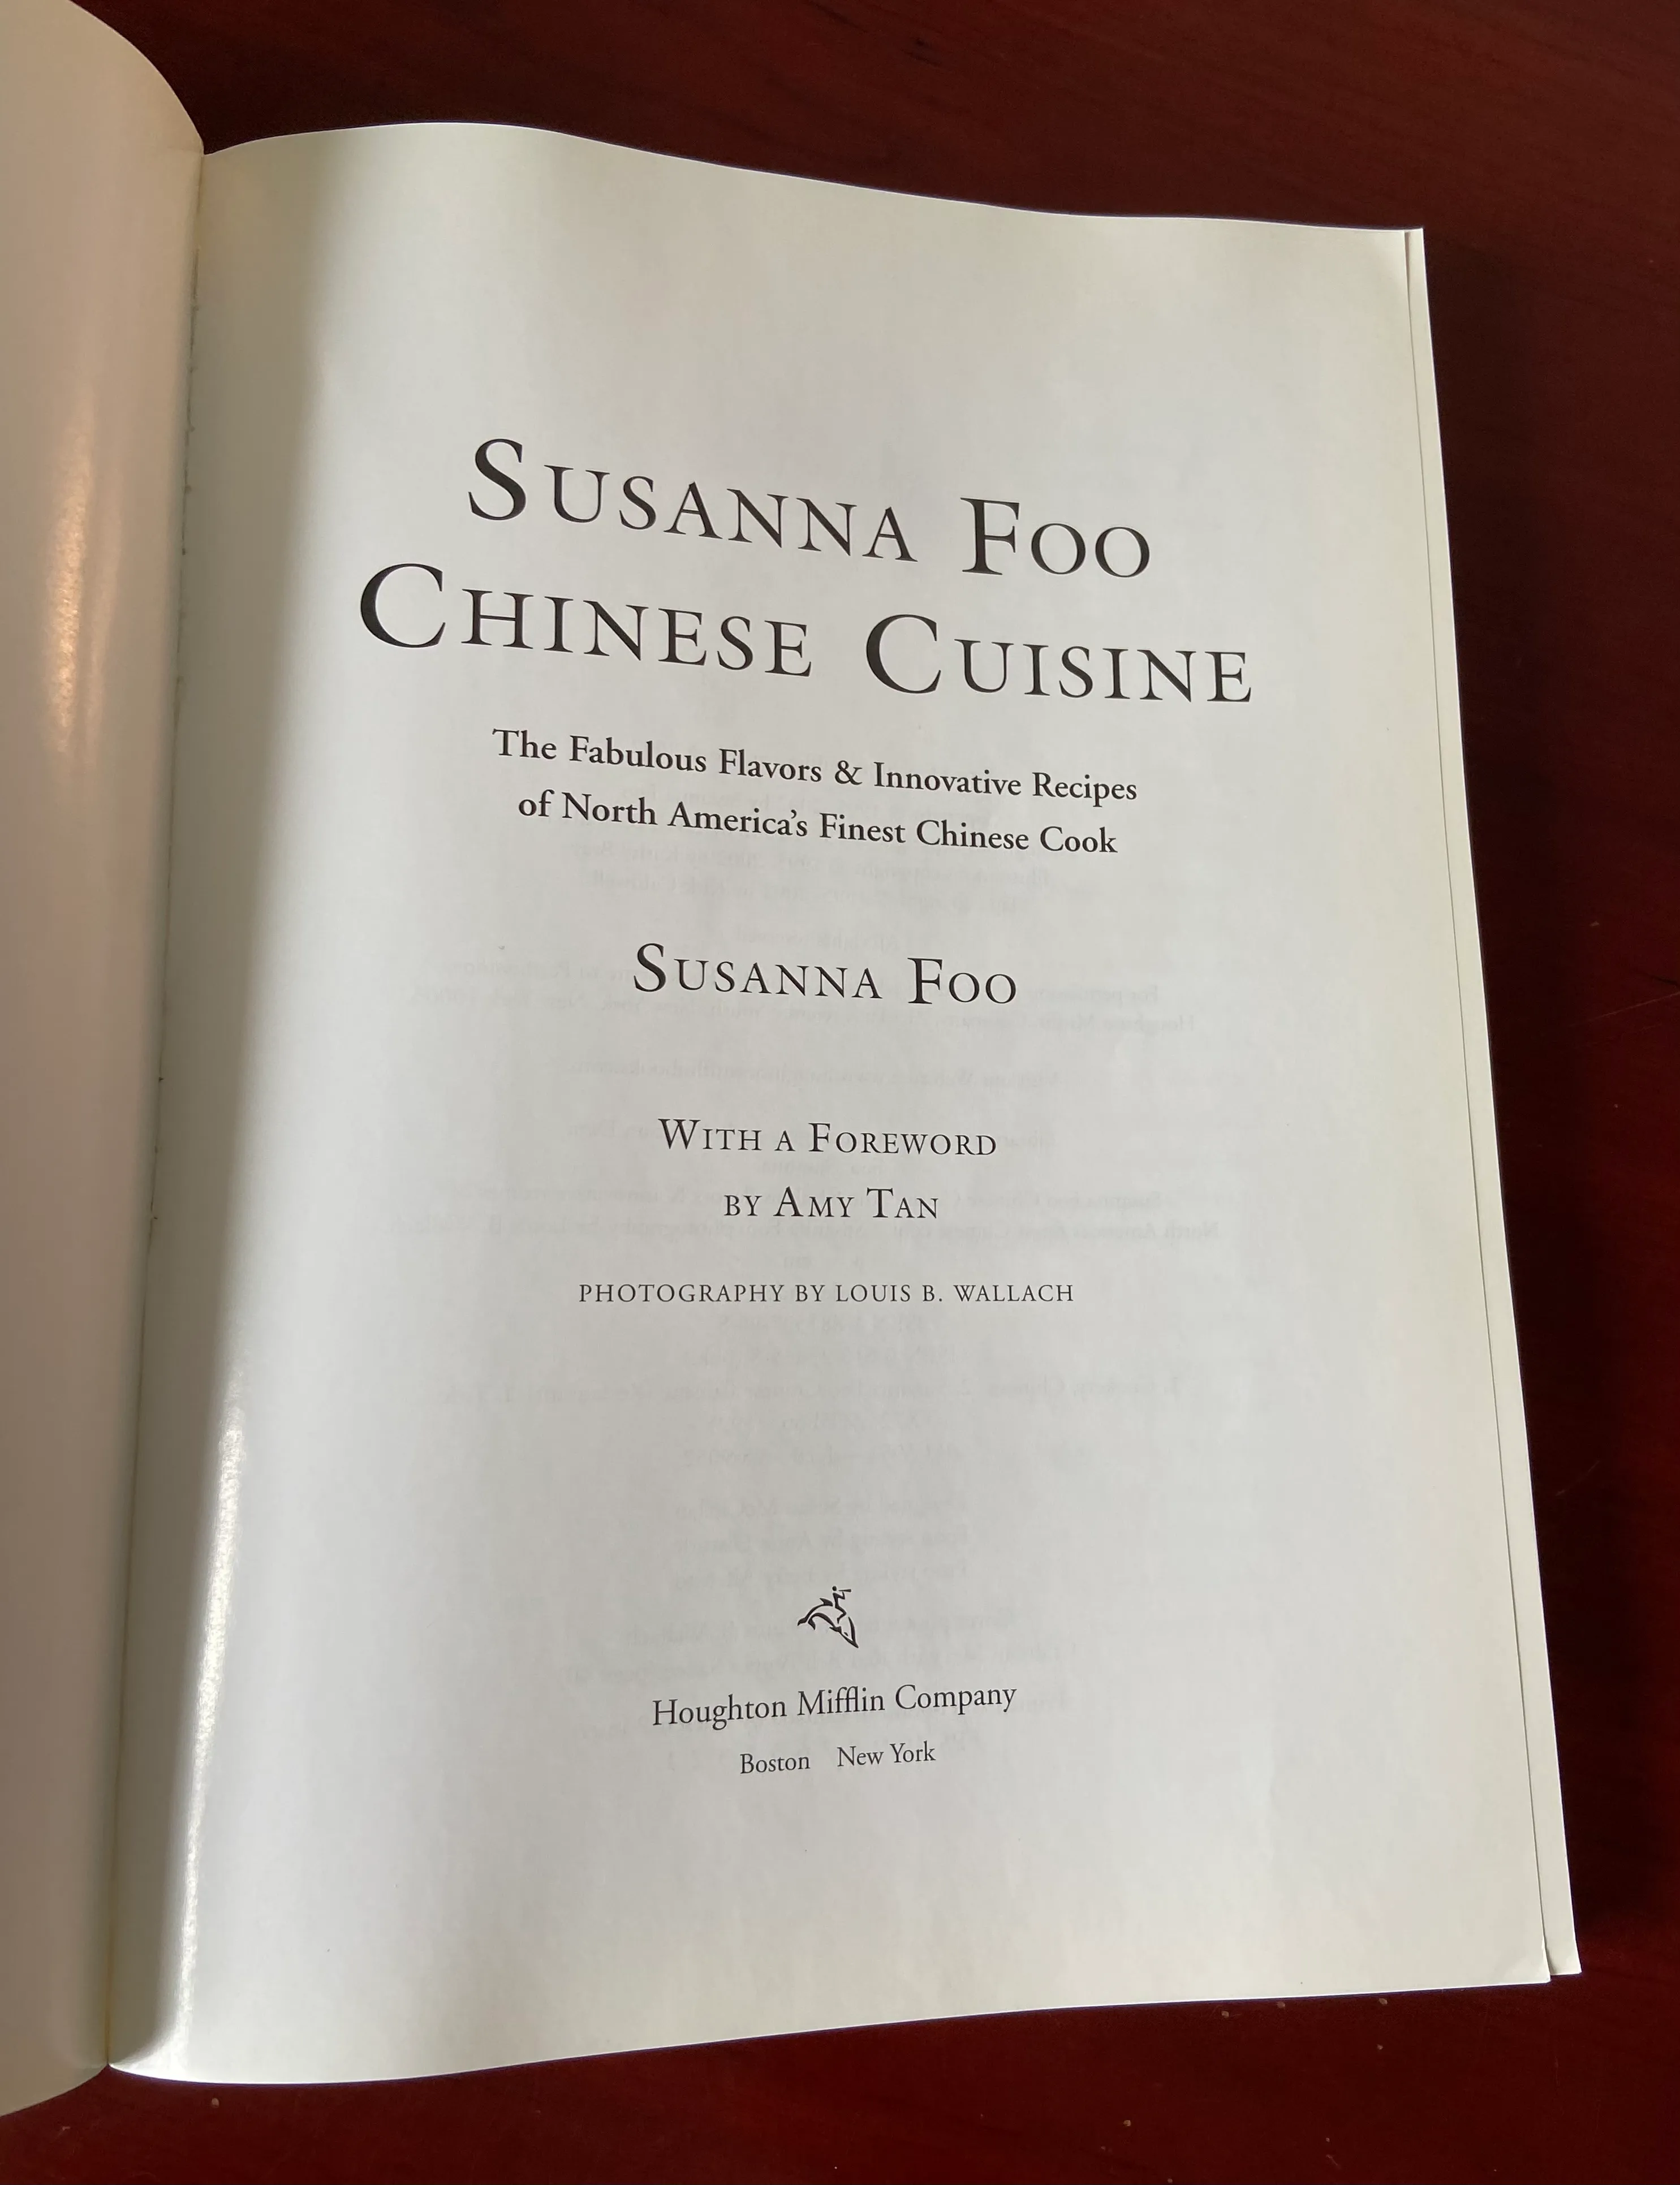 SUSANNA FOO
CHINESE CUISINE
The Fabulous Flavors & Innovative Recipes
of North America's Finest Chinese Cook
SUSANNA FOO
WITH A FOREWORD
BY AMY TAN
PHOTOGRAPHY BY LOUIS B. WALLACH
Houghton Mifflin Company
Boston New York